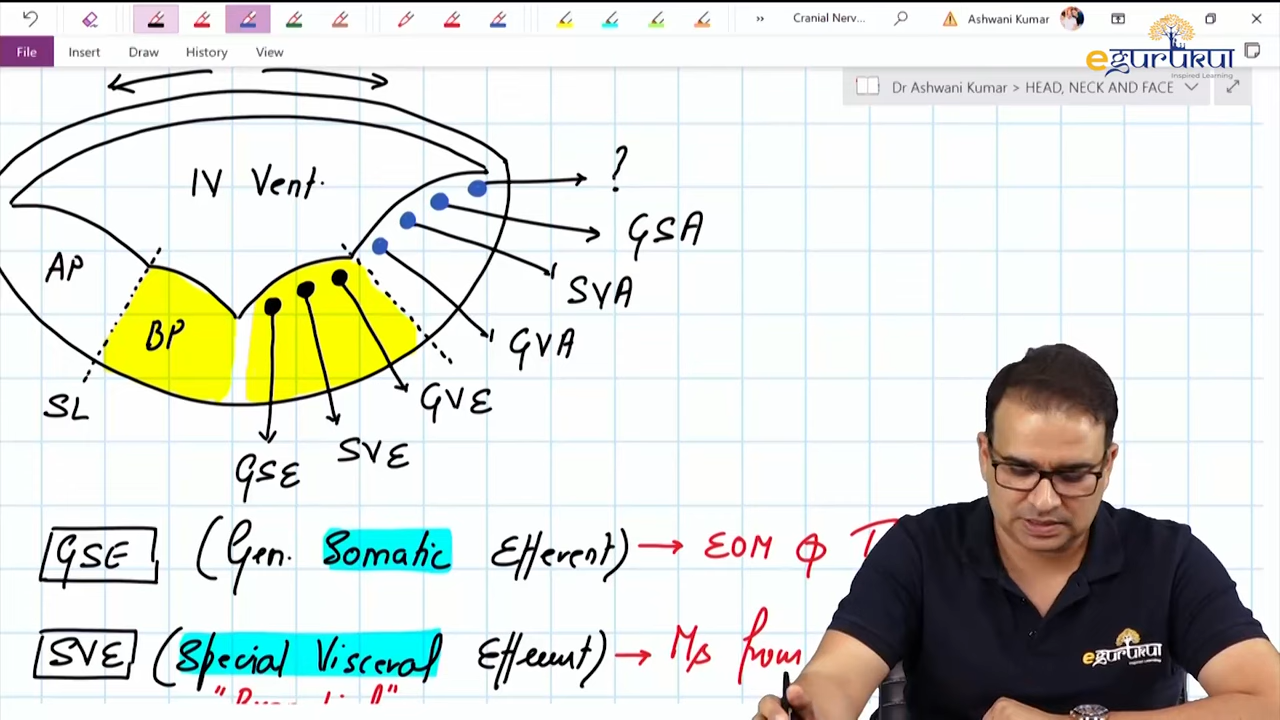 Cranial Nerv...
Ashwani Kumar
File Insert Draw History View
eGurukul
Inspired Learning
Dr Ashwani Kumar > HEAD, NECK AND FACE
IV Vent.
?
GSA
SVA
GVA
GVE
SVE
GSE
AP
BP
SL
GSE (Gen. Somatic Efferent) → EOM T
SVE (Special Visceral Efferent) → Ms from
eGurukul